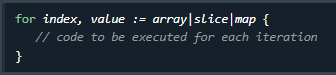 for index, value := array|slice|map {
   // code to be executed for each iteration
}